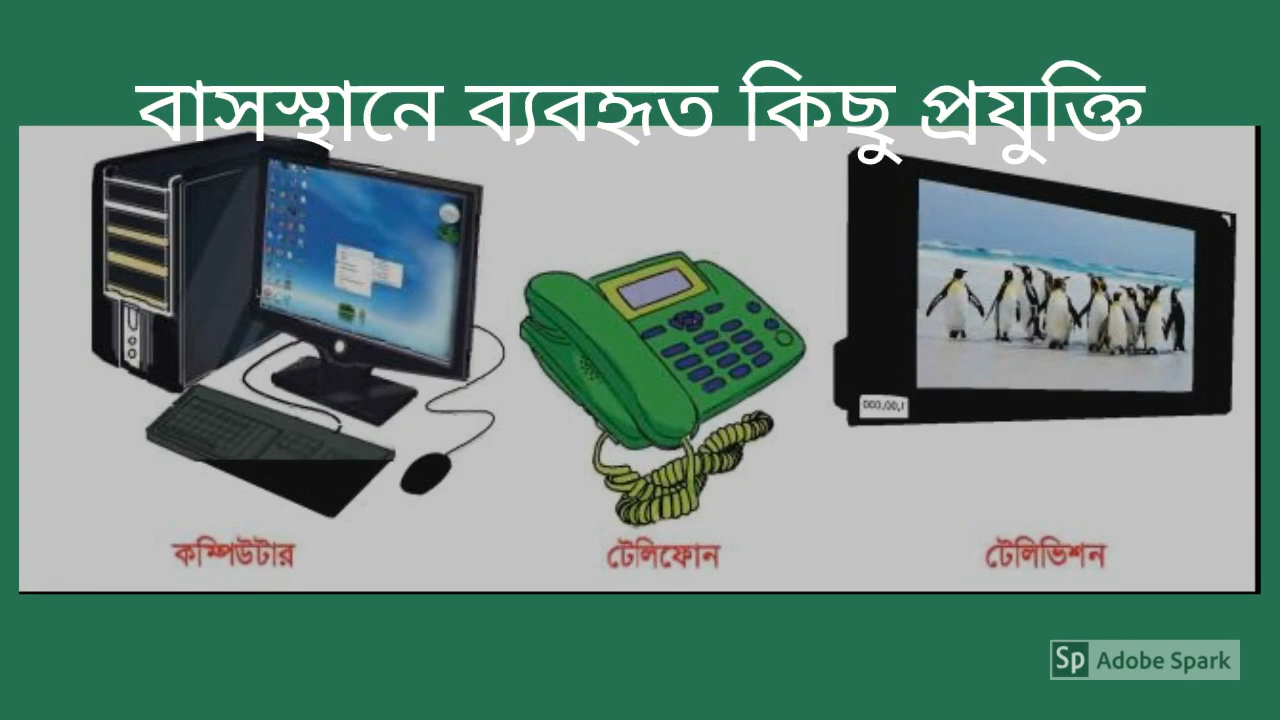 বাসস্থানে ব্যবহৃত কিছু প্রযুক্তি
কম্পিউটার
টেলিফোন
টেলিভিশন
Sp Adobe Spark